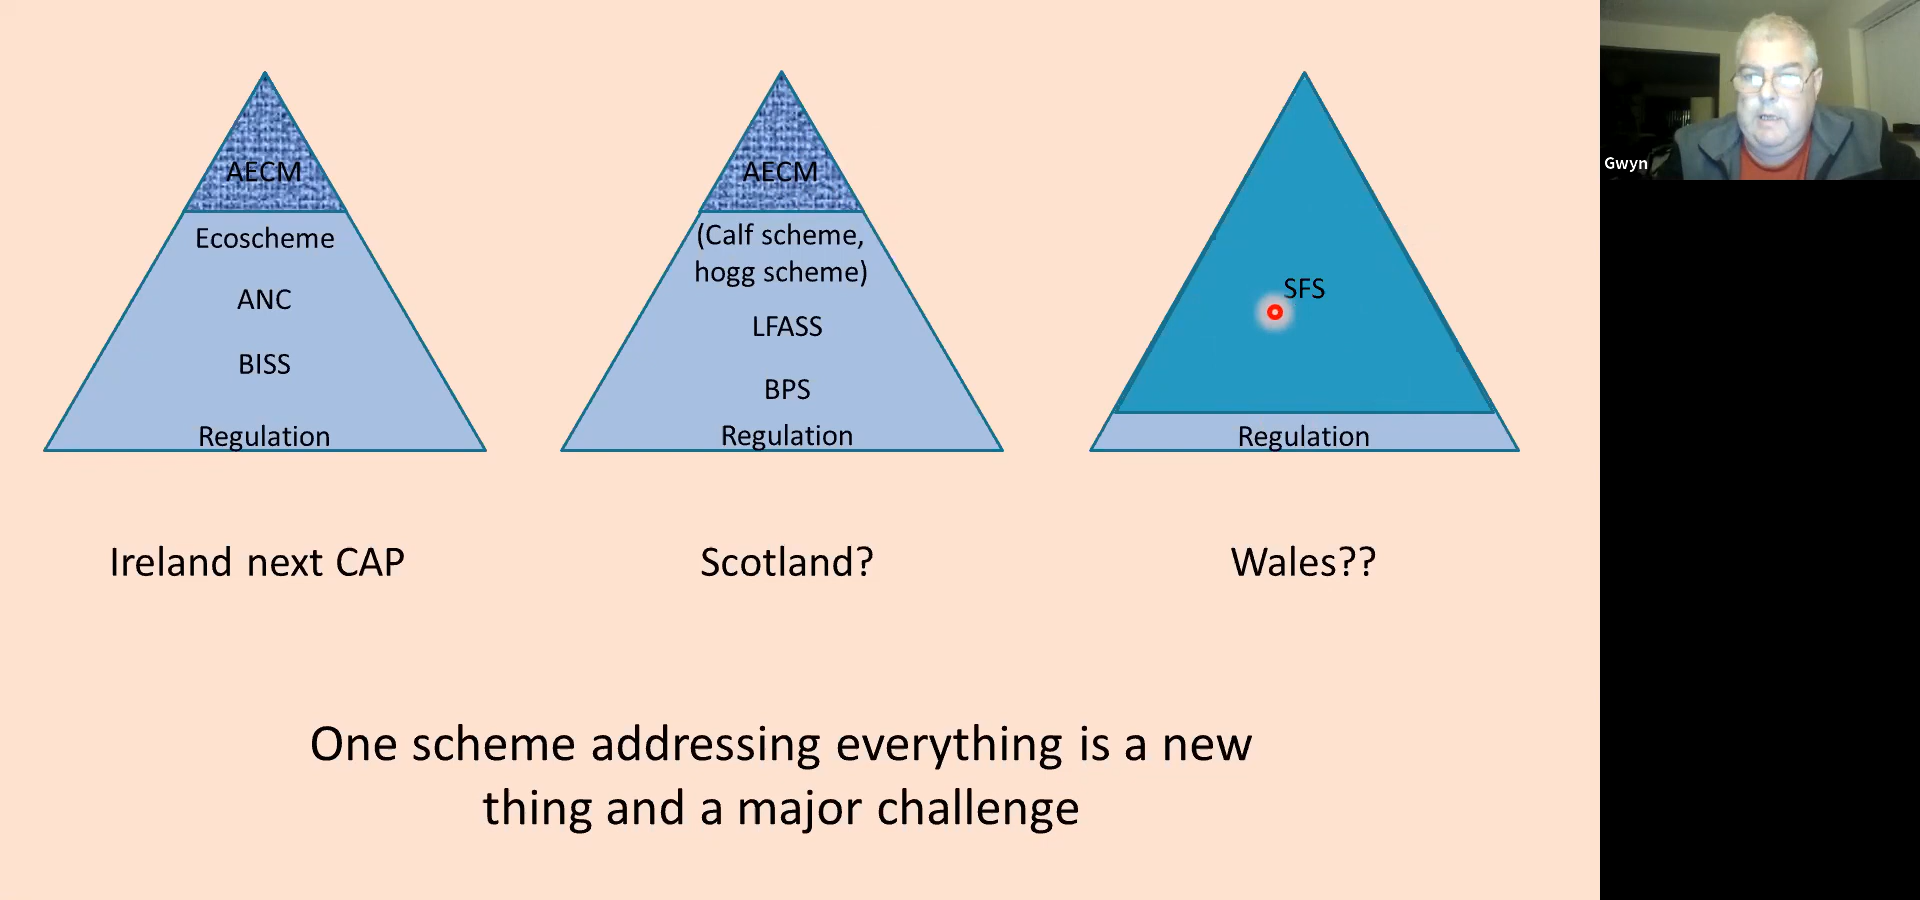 AECM
Ecoscheme
ANC
BISS
Regulation
AECM
(Calf scheme,
hogg scheme)
LFASS
BPS
Regulation
SFS
Regulation
Ireland next CAP
Scotland?
Wales??
One scheme addressing everything is a new
thing and a major challenge
Gwyn